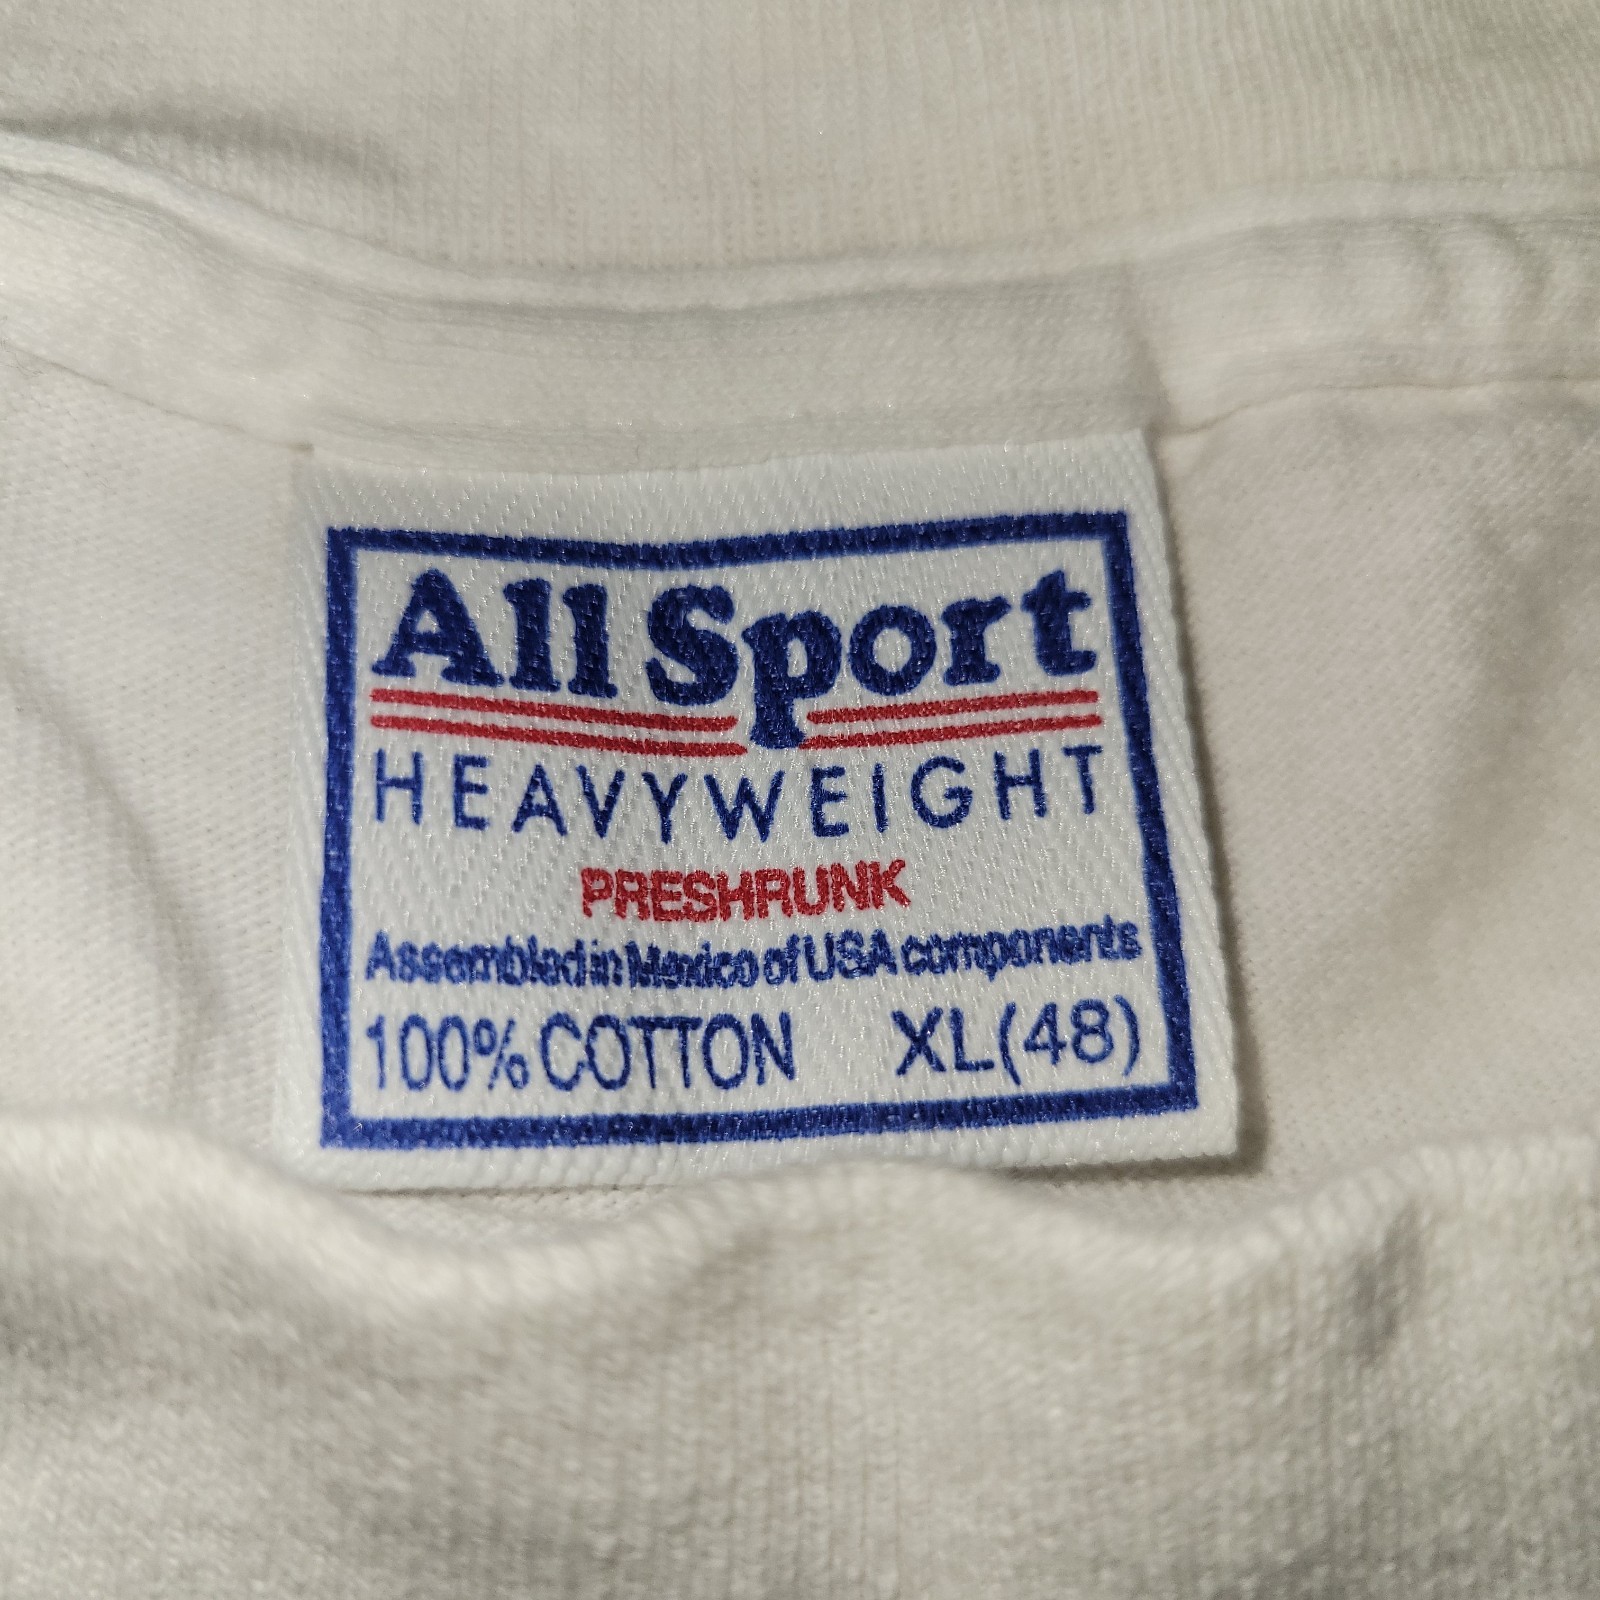 All Sport
HEAVYWEIGHT
PRESHRUNK
Assembled in Mexico of USA components
100% COTTON XL (48)